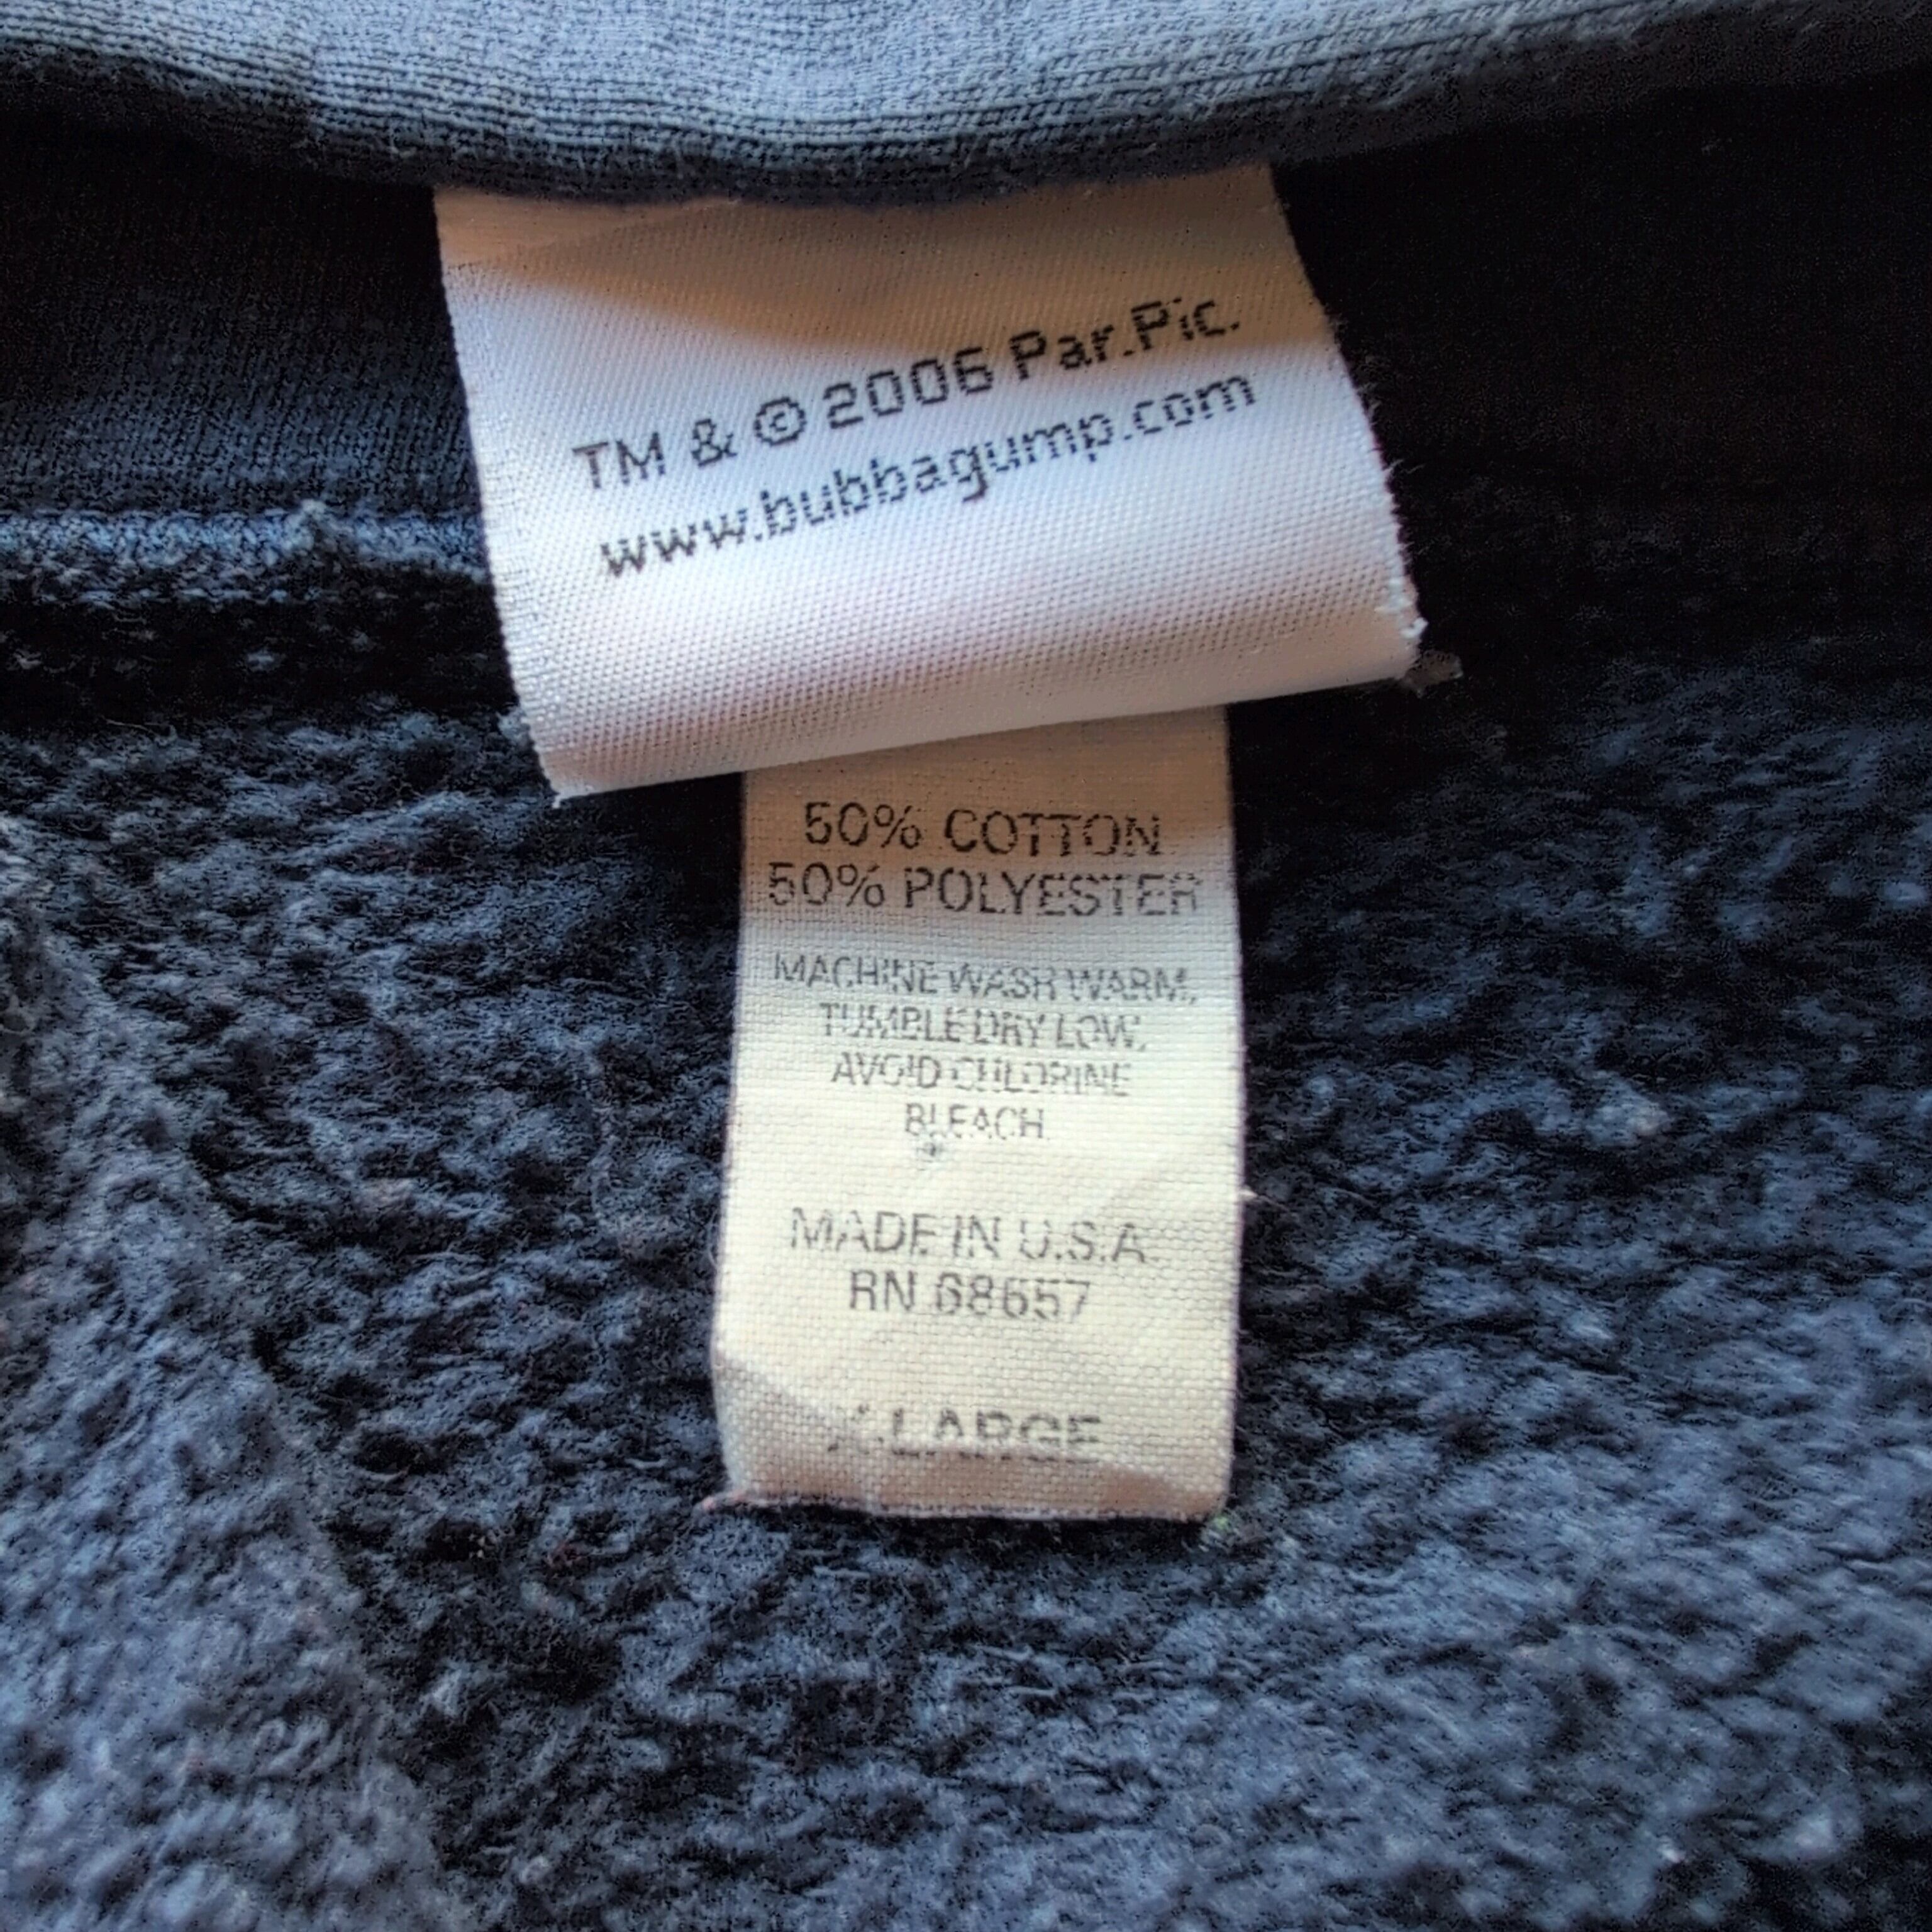 TM & © 2006 Par.Pic.
www.bubbagump.com
50% COTTON
50% POLYESTER
MACHINE WASH WARM,
TUMBLE DRY LOW,
AVOID CHLORINE
BLEACH
MADE IN U.S.A.
RN 68657
X-LARGE